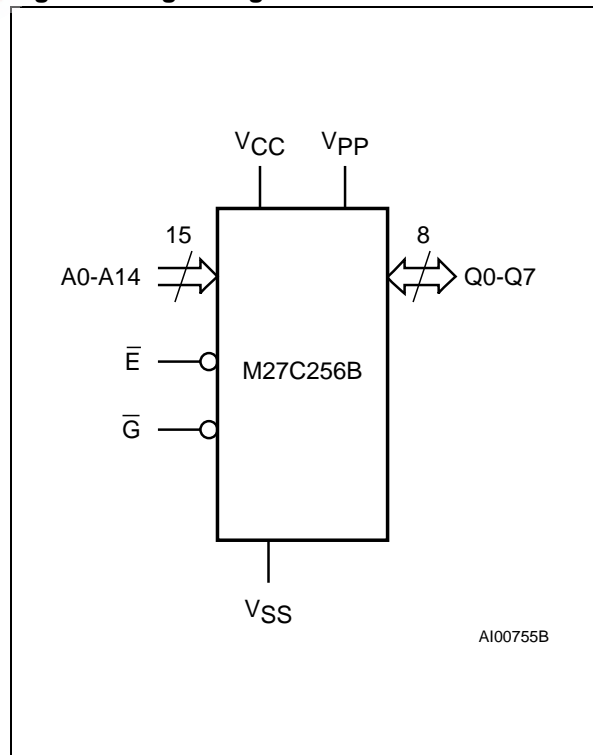 VCC VPP
15 8
A0-A14 Q0-Q7
E̅ M27C256B
G̅
VSS
AI00755B